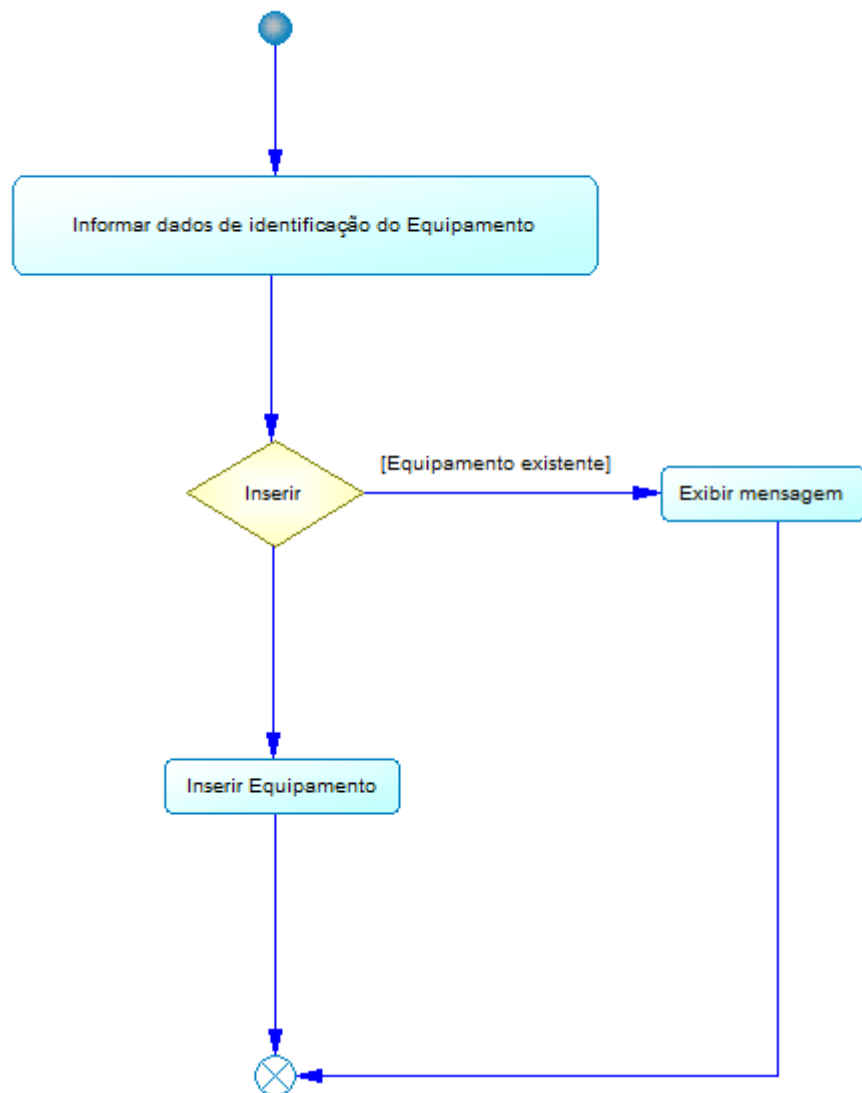 Informar dados de identificação do Equipamento
Inserir
[Equipamento existente]
Exibir mensagem
Inserir Equipamento